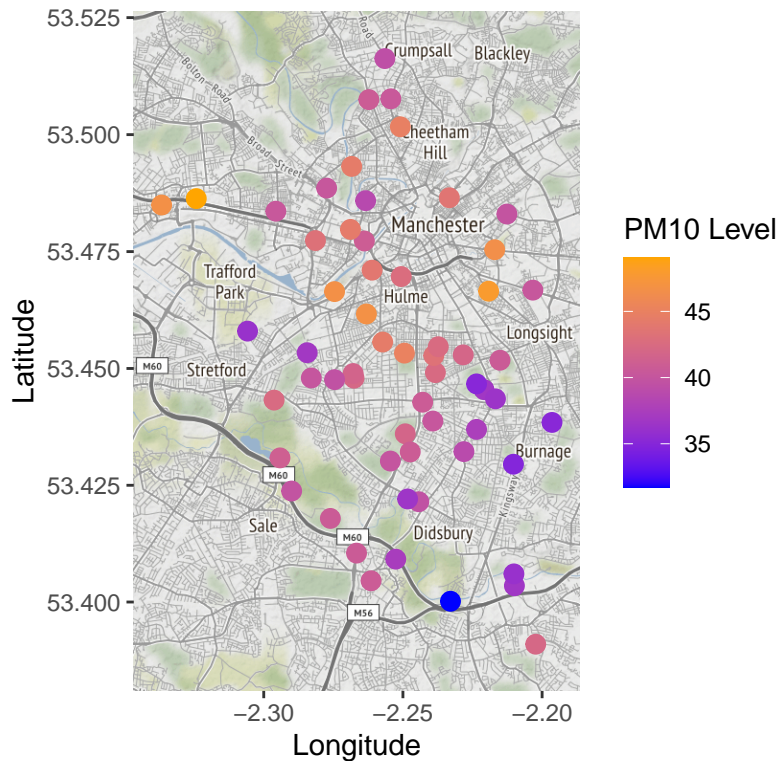 53.525
53.500
53.475
53.450
53.425
53.400
Latitude
−2.30
−2.25
−2.20
Longitude
Road
Crumpsall
Blackley
Bolton-Road
Broad-Street
Cheetham
Hill
Manchester
Trafford
Park
Hulme
Longsight
M60
Stretford
Burnage
M60
Kingsway
Sale
M60
Didsbury
M56
PM10 Level
45
40
35